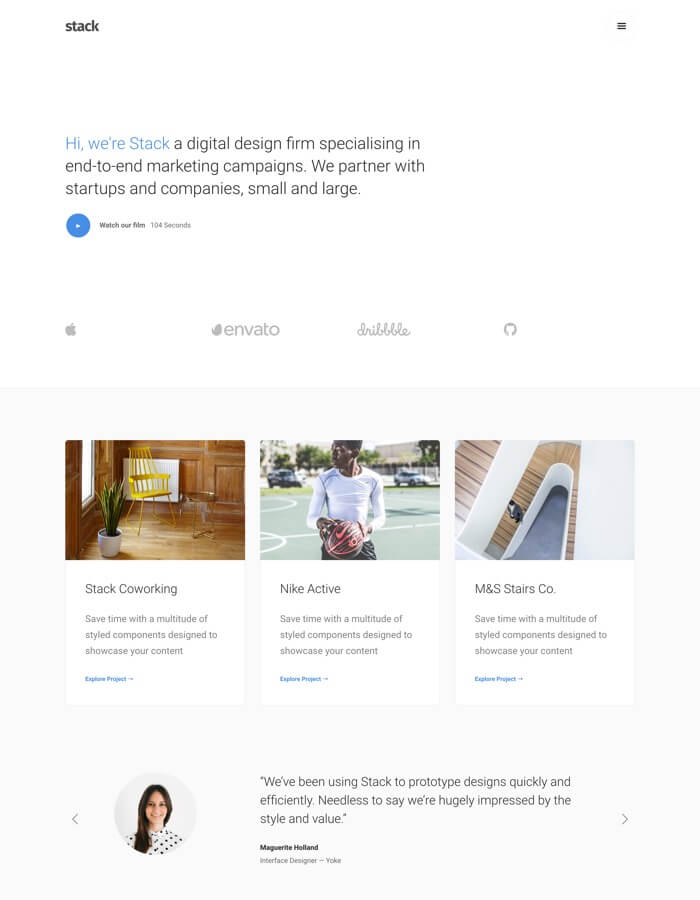 stack
Hi, we're Stack a digital design firm specialising in
end-to-end marketing campaigns. We partner with
startups and companies, small and large.
Watch our film 104 Seconds
envato
dribbble
Stack Coworking
Save time with a multitude of
styled components designed to
showcase your content
Explore Project →
Nike Active
Save time with a multitude of
styled components designed to
showcase your content
Explore Project →
M&S Stairs Co.
Save time with a multitude of
styled components designed to
showcase your content
Explore Project →
“We’ve been using Stack to prototype designs quickly and
efficiently. Needless to say we’re hugely impressed by the
style and value.”
Maguerite Holland
Interface Designer — Yoke